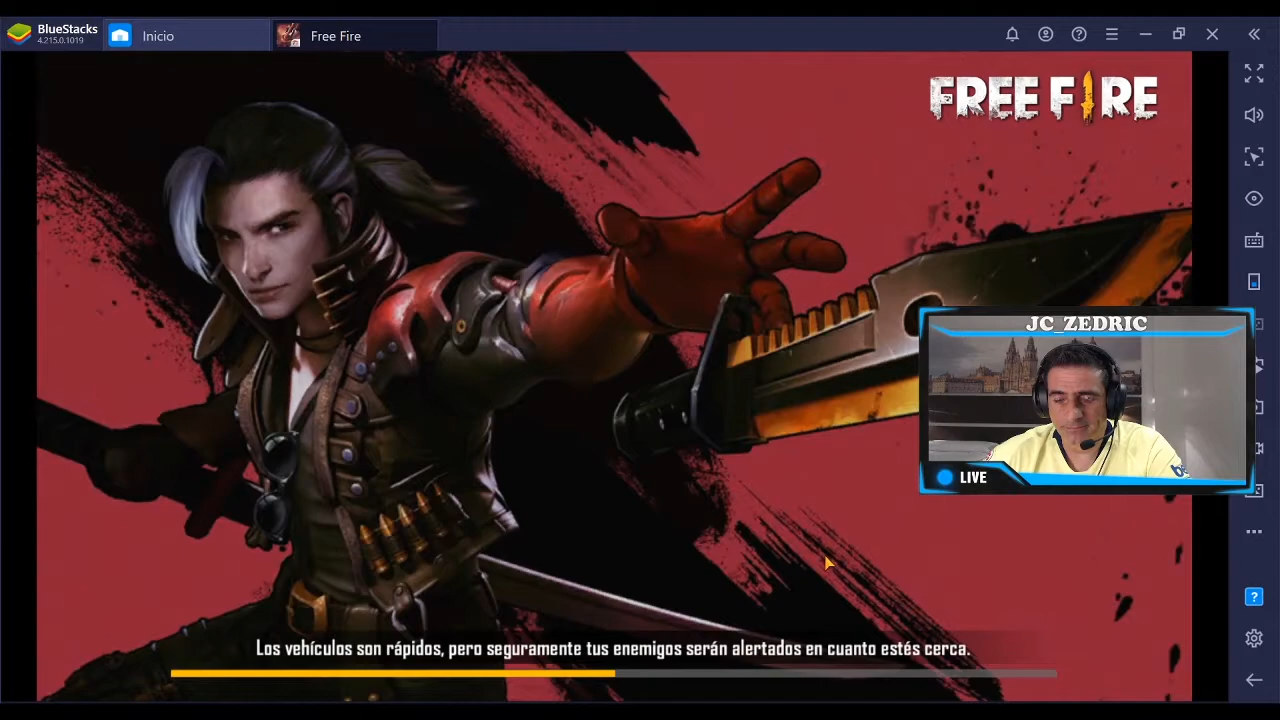 BlueStacks
4.215.0.1019
Inicio
Free Fire
FREE FIRE
JC_ZEDRIC
LIVE
Los vehículos son rápidos, pero seguramente tus enemigos serán alertados en cuanto estés cerca.